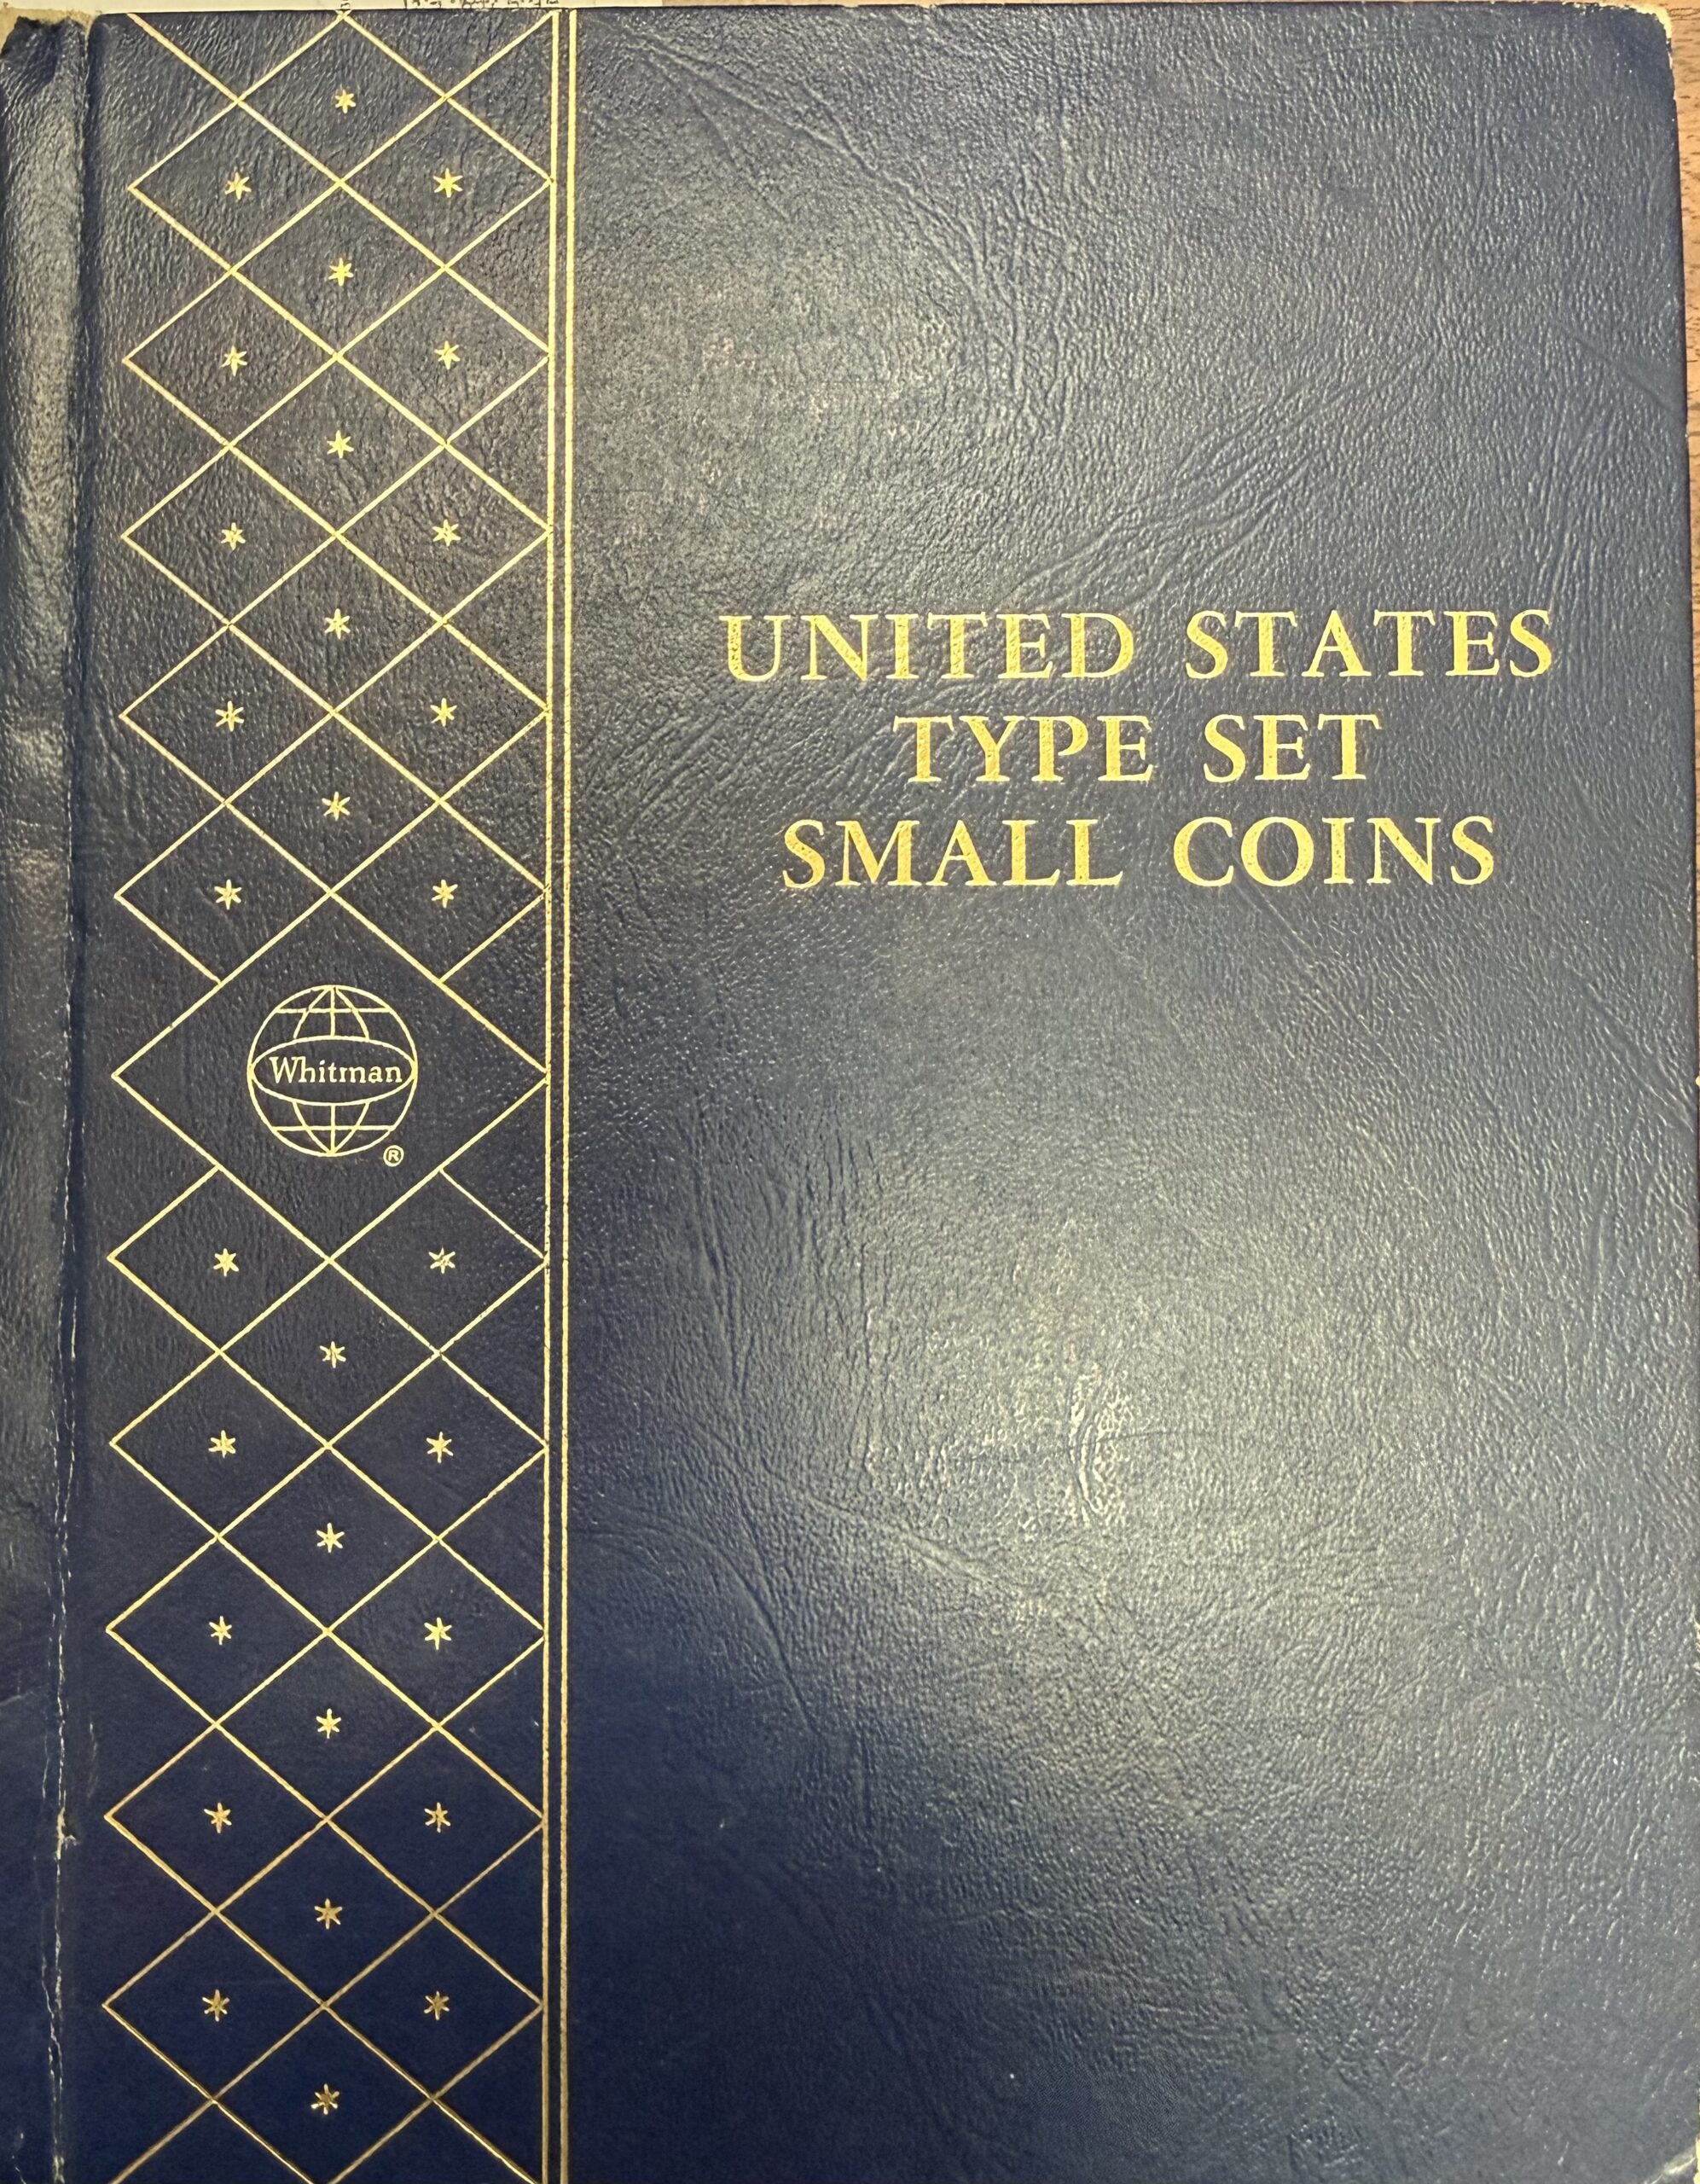 UNITED STATES
TYPE SET
SMALL COINS
Whitman
®